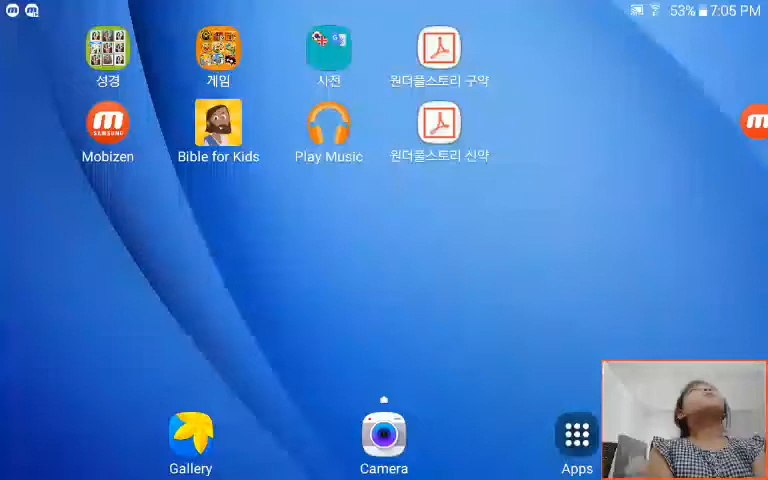 53% 7:05 PM
성경 게임 사전 원더풀스토리 구약
SAMSUNG
Mobizen Bible for Kids Play Music 원더풀스토리 신약
Gallery Camera Apps